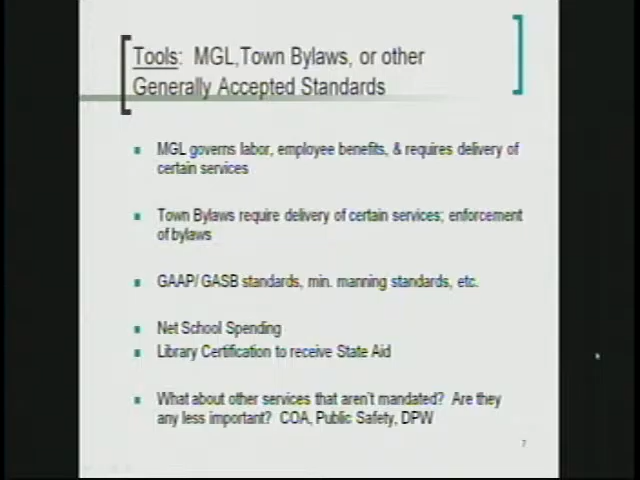 Tools:  MGL,Town Bylaws, or other
Generally Accepted Standards
MGL governs labor, employee benefits, & requires delivery of
certain services
Town Bylaws require delivery of certain services; enforcement
of bylaws
GAAP/ GASB standards, min. manning standards, etc.
Net School Spending
Library Certification to receive State Aid
What about other services that aren't mandated?  Are they
any less important?  COA, Public Safety, DPW
7